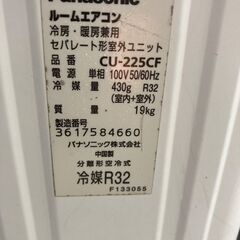 Panasonic
ルームエアコン
冷房・暖房兼用
セパレート形室外ユニット
品番 CU-225CF
電源 単相 100V 50/60Hz
冷媒 430g R32
(室内+室外)
質量 19kg
製造番号
3617584660
パナソニック株式会社
中国製
分離形空冷式
冷媒R32
F133055